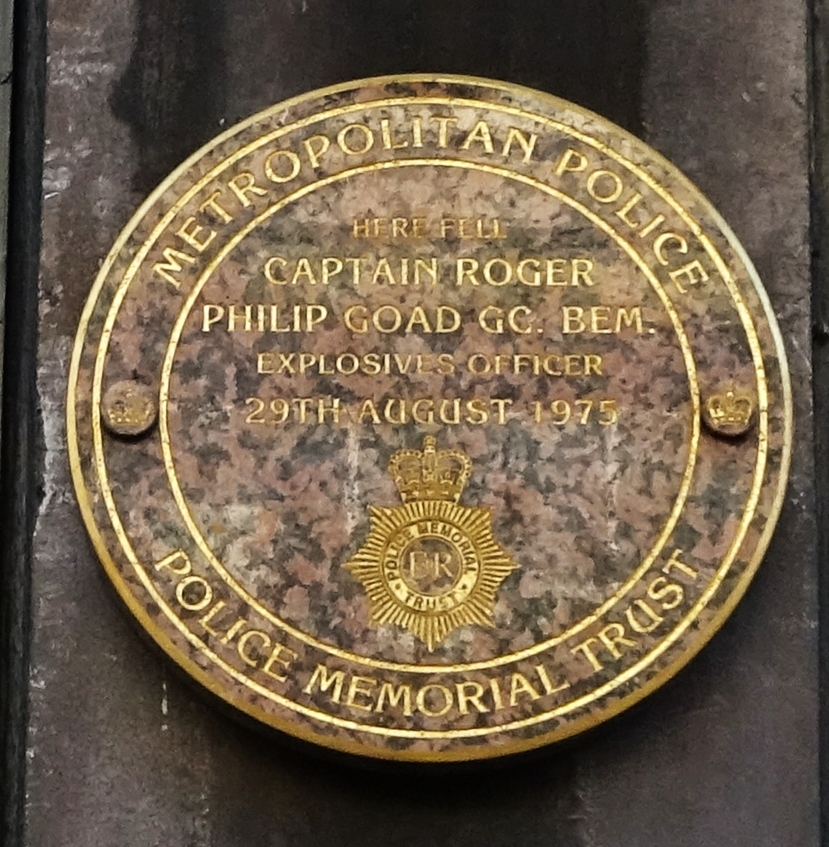 METROPOLITAN POLICE
HERE FELL
CAPTAIN ROGER
PHILIP GOAD GC. BEM.
EXPLOSIVES OFFICER
29TH AUGUST 1975
POLICE MEMORIAL
EIIR
TRUST
POLICE MEMORIAL TRUST